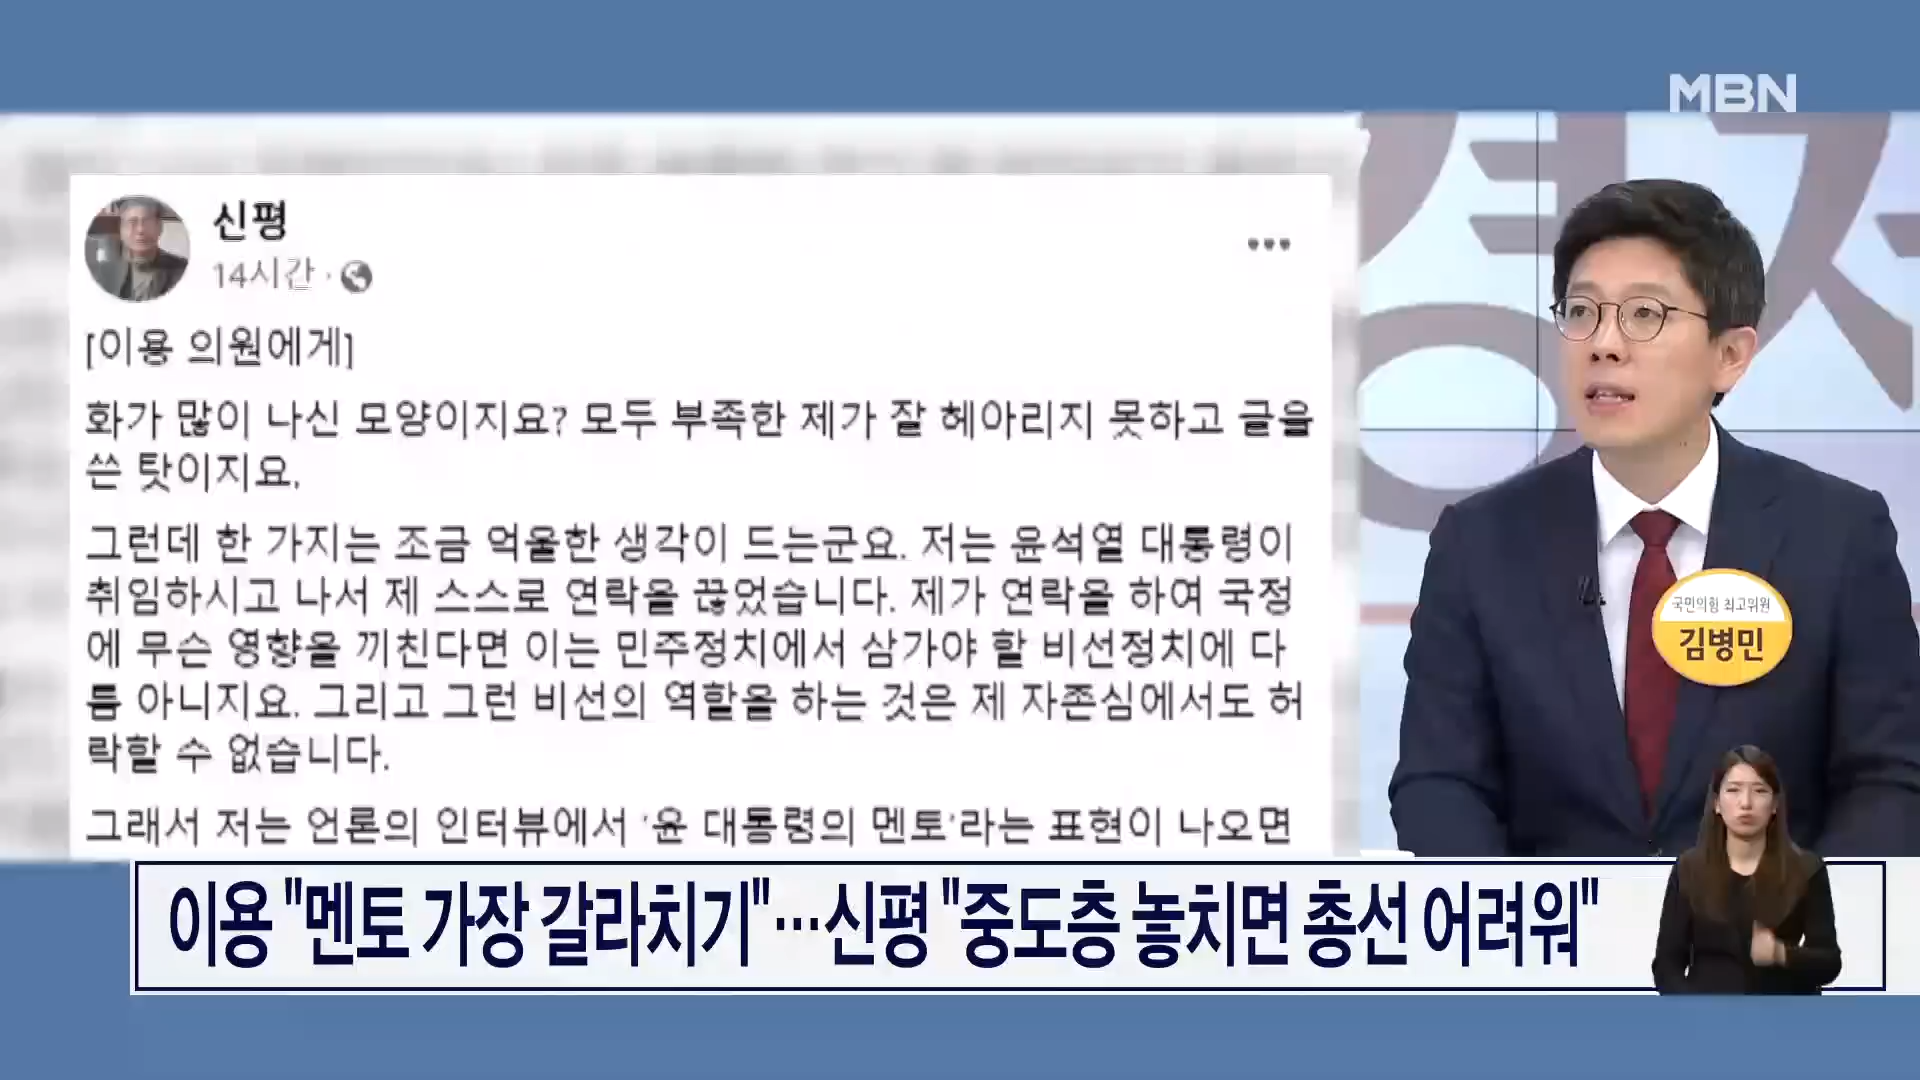 MBN
신평
14시간
[이용 의원에게]
화가 많이 나신 모양이지요? 모두 부족한 제가 잘 헤아리지 못하고 글을
쓴 탓이지요.
그런데 한 가지는 조금 억울한 생각이 드는군요. 저는 윤석열 대통령이
취임하시고 나서 제 스스로 연락을 끊었습니다. 제가 연락을 하여 국정
에 무슨 영향을 끼친다면 이는 민주정치에서 삼가야 할 비선정치에 다
름 아니지요. 그리고 그런 비선의 역할을 하는 것은 제 자존심에서도 허
락할 수 없습니다.
그래서 저는 언론의 인터뷰에서 '윤 대통령의 멘토'라는 표현이 나오면
국민의힘 최고위원
김병민
이용 "멘토 가장 갈라치기"…신평 "중도층 놓치면 총선 어려워"